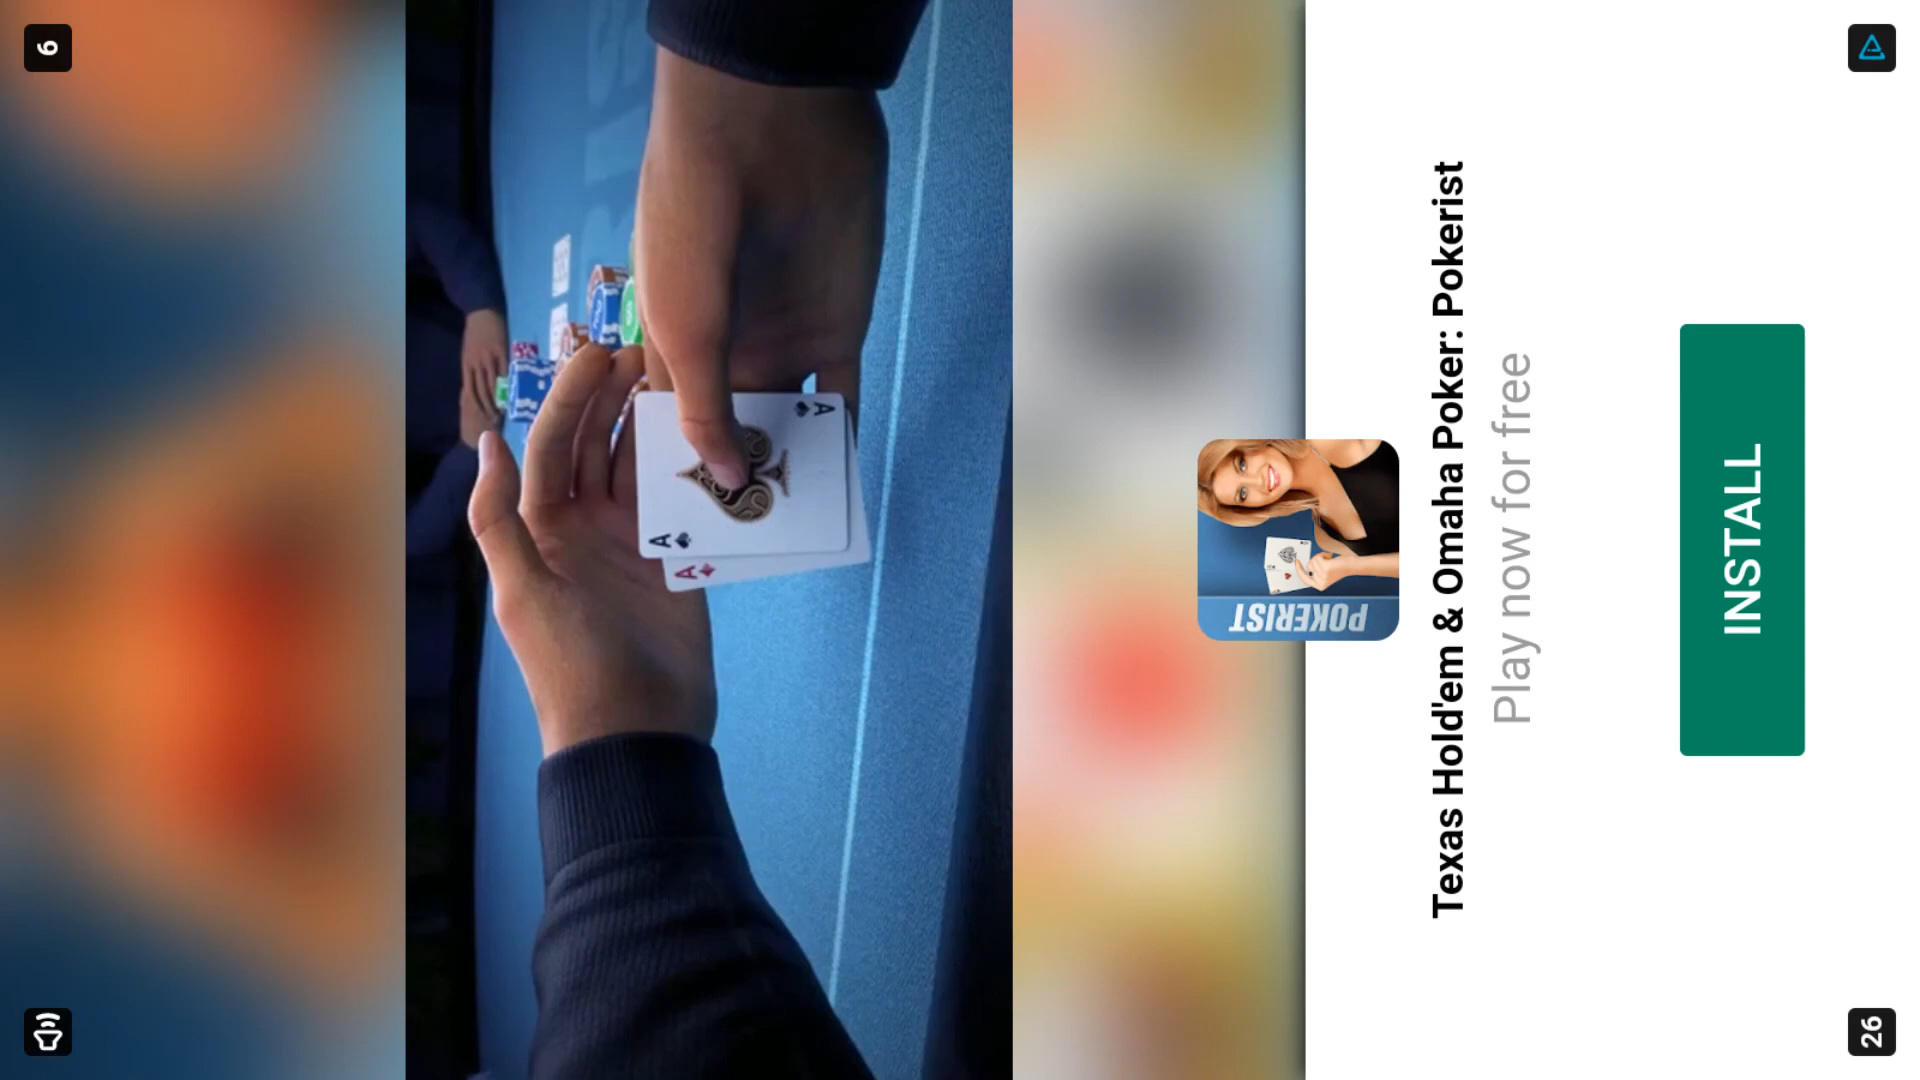 6
A
A
A
POKERIST
Texas Hold'em & Omaha Poker: Pokerist
Play now for free
INSTALL
26